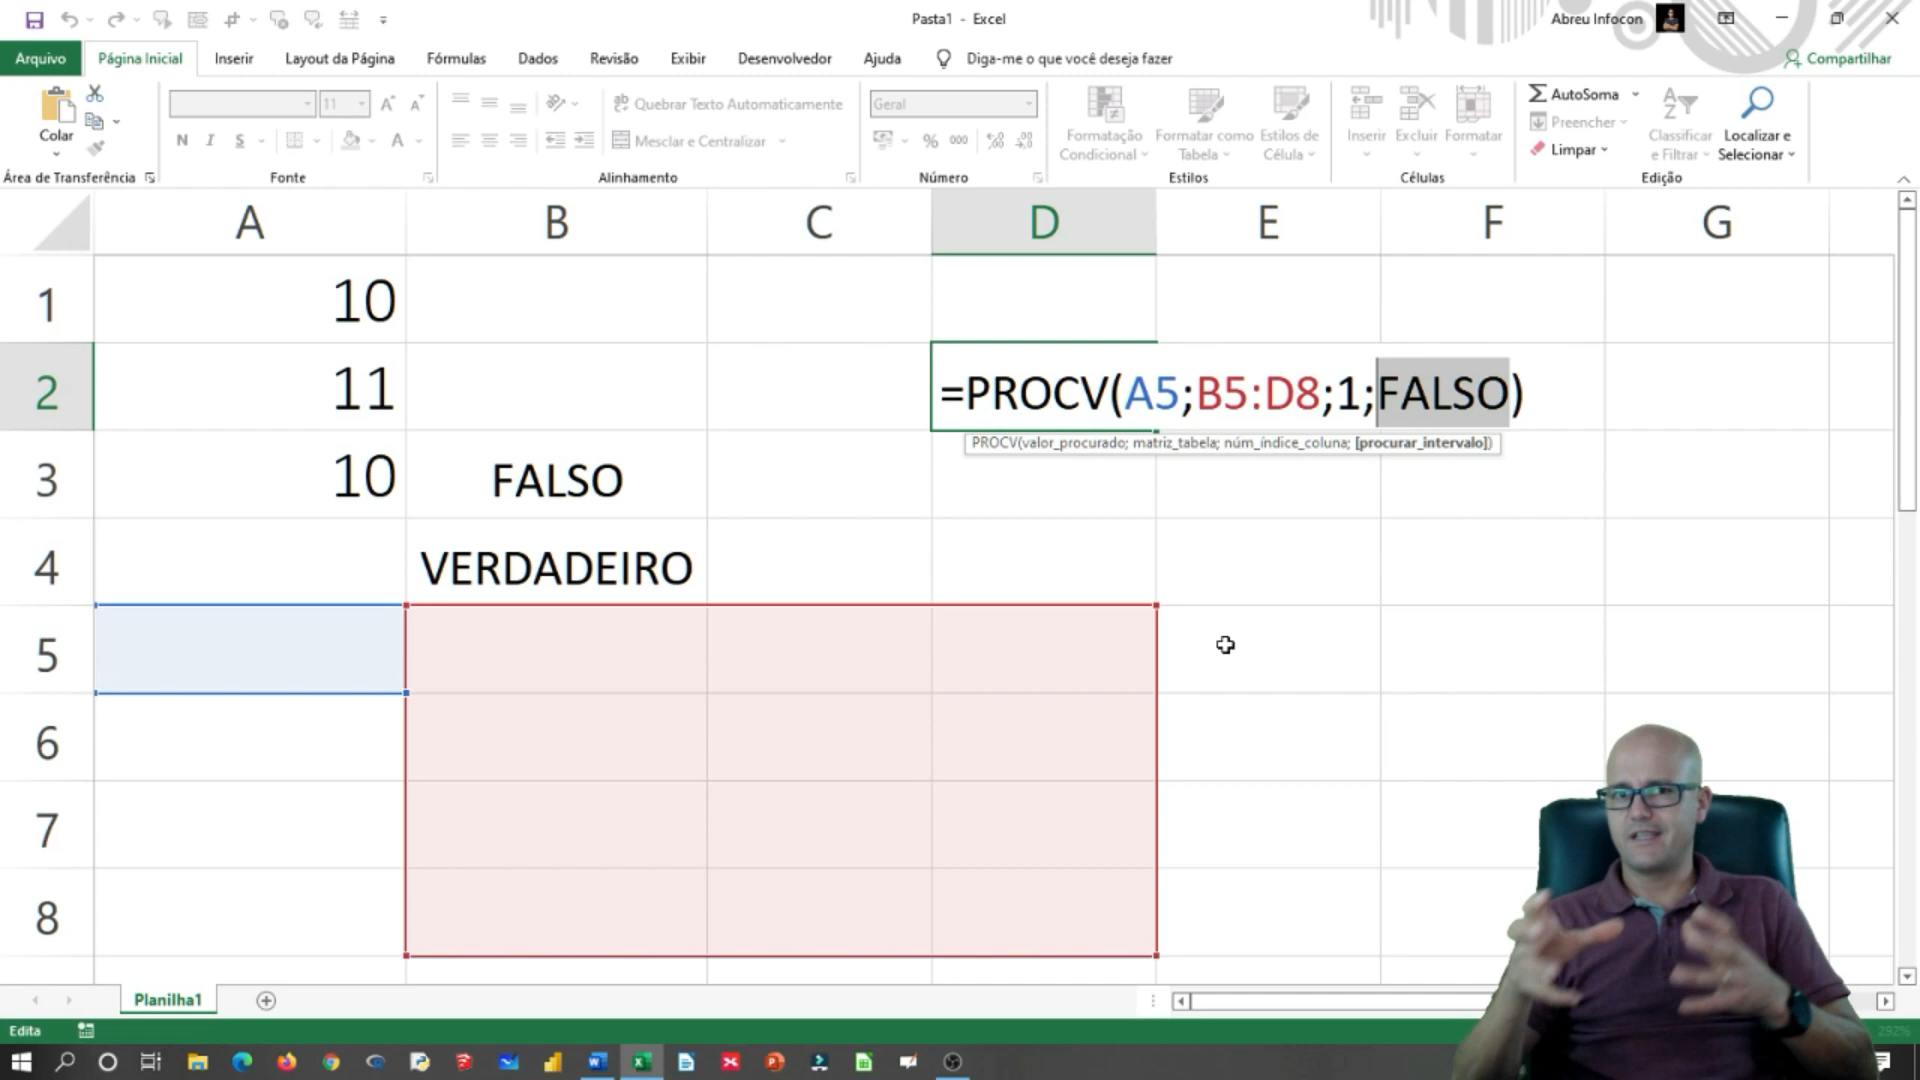 Pasta1 - Excel
Abreu Infocon
Arquivo
Página Inicial
Inserir
Layout da Página
Fórmulas
Dados
Revisão
Exibir
Desenvolvedor
Ajuda
Diga-me o que você deseja fazer
Compartilhar
Colar
Área de Transferência
11
N I S
Fonte
Quebrar Texto Automaticamente
Mesclar e Centralizar
Alinhamento
Geral
% 000
Número
Formatação Condicional
Formatar como Tabela
Estilos de Célula
Estilos
Inserir
Excluir
Formatar
Células
AutoSoma
Preencher
Limpar
Classificar e Filtrar
Localizar e Selecionar
Edição
A B C D E F G
1 10
2 11 =PROCV(A5;B5:D8;1;FALSO)
PROCV(valor_procurado; matriz_tabela; núm_índice_coluna; [procurar_intervalo])
3 10 FALSO
4 VERDADEIRO
5
6
7
8
Planilha1
Edita
292%